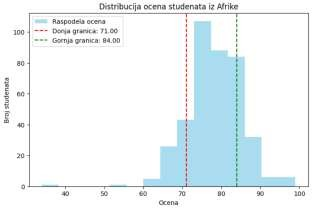 Distribucija ocena studenata iz Afrike
Raspodela ocena
Donja granica: 71.00
Gornja granica: 84.00
Broj studenata
100
80
60
40
20
0
40 50 60 70 80 90 100
Ocena